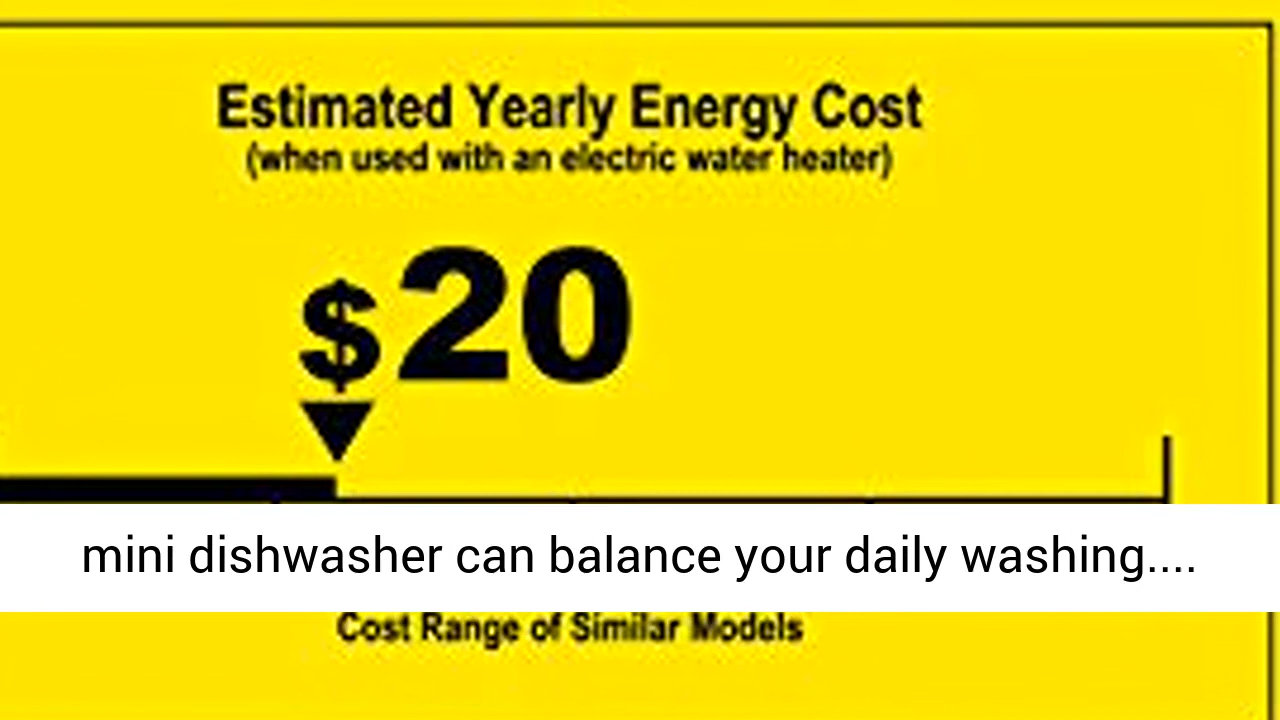 Estimated Yearly Energy Cost
(when used with an electric water heater)
$20
mini dishwasher can balance your daily washing....
Cost Range of Similar Models